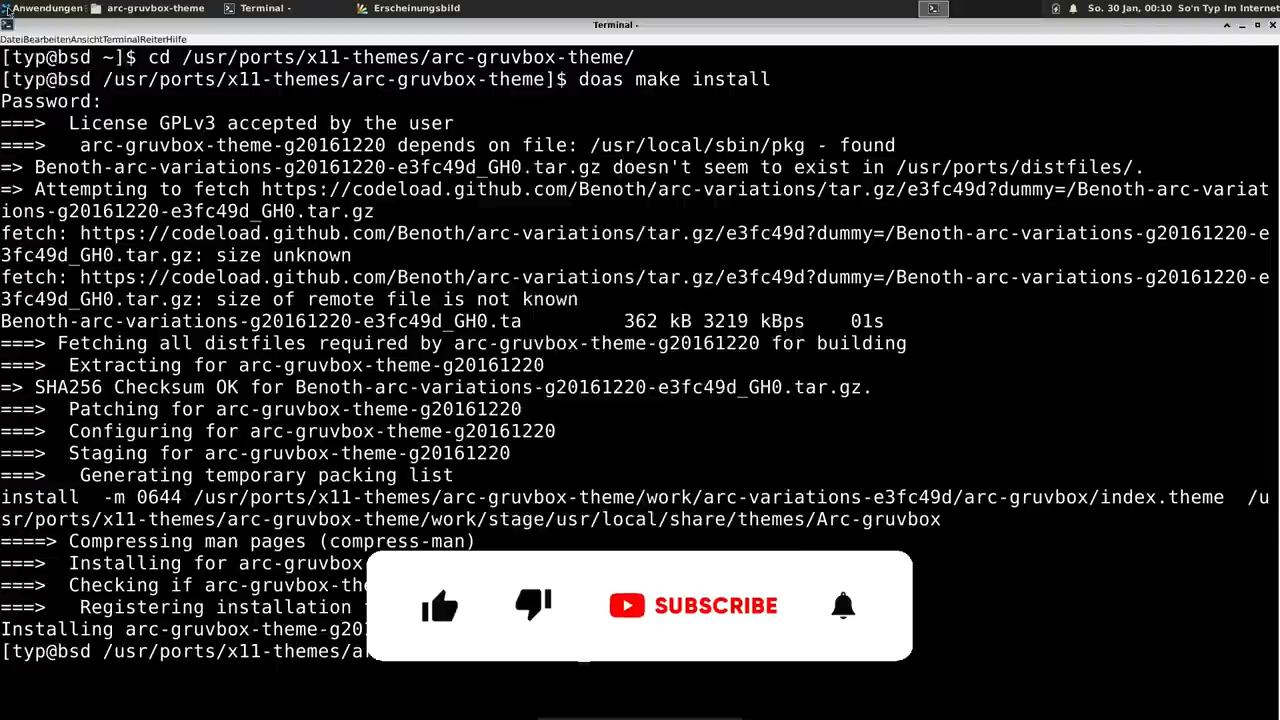 Anwendungen arc-gruvbox-theme Terminal - Erscheinungsbild So. 30 Jan, 00:10 So'n Typ Im Internet
Terminal -
DateiBearbeitenAnsichtTerminalReiterHilfe
[typ@bsd ~]$ cd /usr/ports/x11-themes/arc-gruvbox-theme/
[typ@bsd /usr/ports/x11-themes/arc-gruvbox-theme]$ doas make install
Password:
===>  License GPLv3 accepted by the user
===>   arc-gruvbox-theme-g20161220 depends on file: /usr/local/sbin/pkg - found
=> Benoth-arc-variations-g20161220-e3fc49d_GH0.tar.gz doesn't seem to exist in /usr/ports/distfiles/.
=> Attempting to fetch https://codeload.github.com/Benoth/arc-variations/tar.gz/e3fc49d?dummy=/Benoth-arc-variat
ions-g20161220-e3fc49d_GH0.tar.gz
fetch: https://codeload.github.com/Benoth/arc-variations/tar.gz/e3fc49d?dummy=/Benoth-arc-variations-g20161220-e
3fc49d_GH0.tar.gz: size unknown
fetch: https://codeload.github.com/Benoth/arc-variations/tar.gz/e3fc49d?dummy=/Benoth-arc-variations-g20161220-e
3fc49d_GH0.tar.gz: size of remote file is not known
Benoth-arc-variations-g20161220-e3fc49d_GH0.ta         362 kB 3219 kBps    01s
===> Fetching all distfiles required by arc-gruvbox-theme-g20161220 for building
===>  Extracting for arc-gruvbox-theme-g20161220
=> SHA256 Checksum OK for Benoth-arc-variations-g20161220-e3fc49d_GH0.tar.gz.
===>  Patching for arc-gruvbox-theme-g20161220
===>  Configuring for arc-gruvbox-theme-g20161220
===>  Staging for arc-gruvbox-theme-g20161220
===>   Generating temporary packing list
install  -m 0644 /usr/ports/x11-themes/arc-gruvbox-theme/work/arc-variations-e3fc49d/arc-gruvbox/index.theme  /u
sr/ports/x11-themes/arc-gruvbox-theme/work/stage/usr/local/share/themes/Arc-gruvbox
====> Compressing man pages (compress-man)
===>  Installing for arc-gruvbox
===>  Checking if arc-gruvbox-the
===>   Registering installation
Installing arc-gruvbox-theme-g20
[typ@bsd /usr/ports/x11-themes/a
SUBSCRIBE